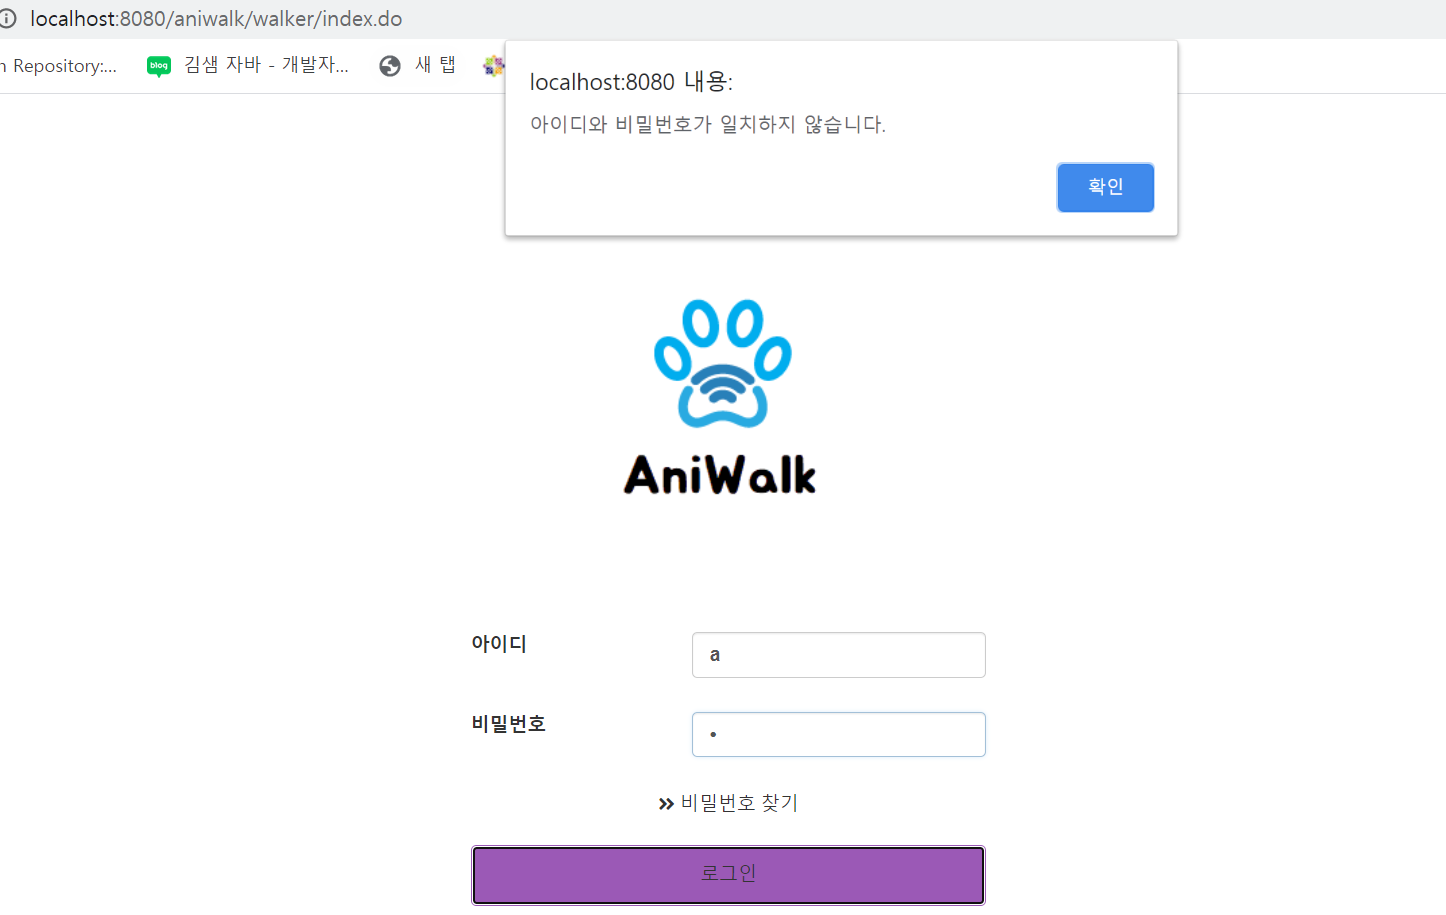 localhost:8080/aniwalk/walker/index.do
n Repository:...
blog 김샘 자바 - 개발자...
새 탭
localhost:8080 내용:
아이디와 비밀번호가 일치하지 않습니다.
확인
AniWalk
아이디
a
비밀번호
•
» 비밀번호 찾기
로그인